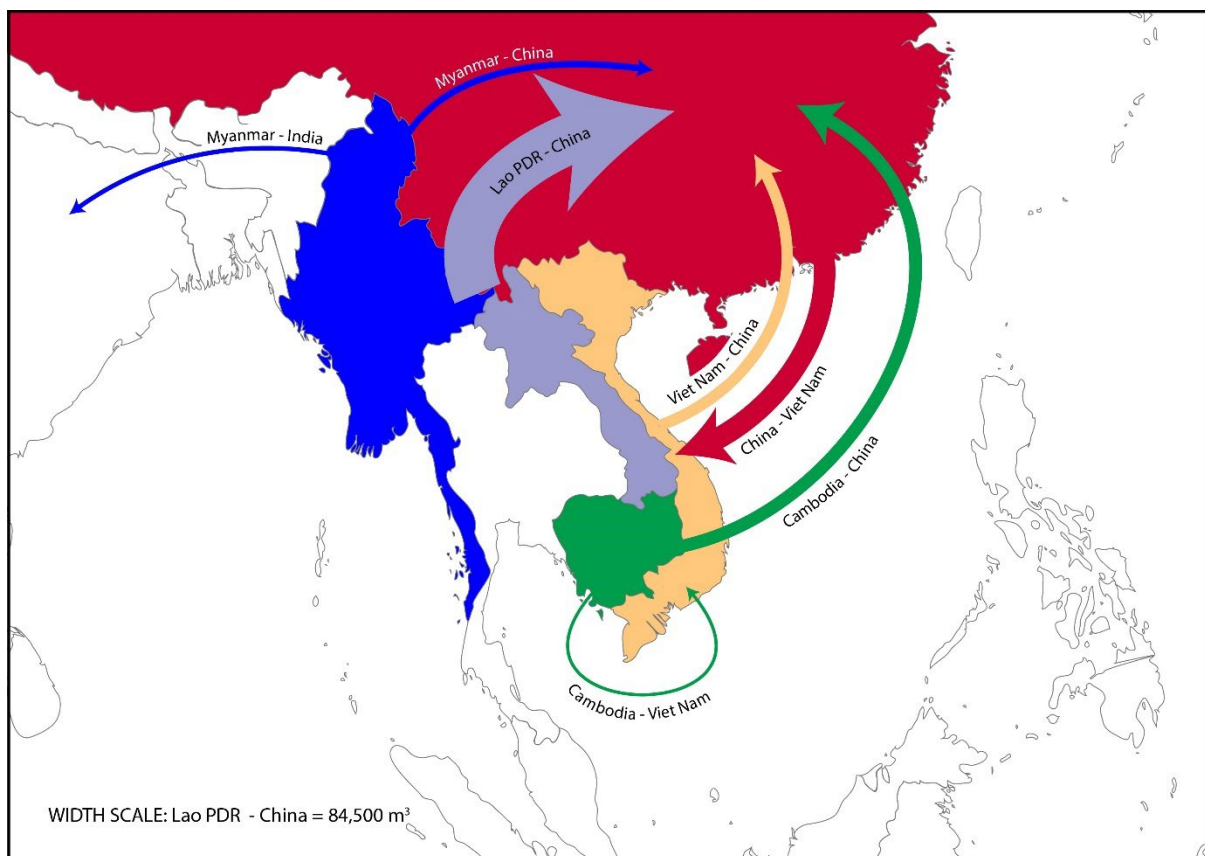 Myanmar - China
Myanmar - India
Lao PDR - China
Viet Nam - China
China - Viet Nam
Cambodia - China
Cambodia - Viet Nam
WIDTH SCALE: Lao PDR - China = 84,500 m³